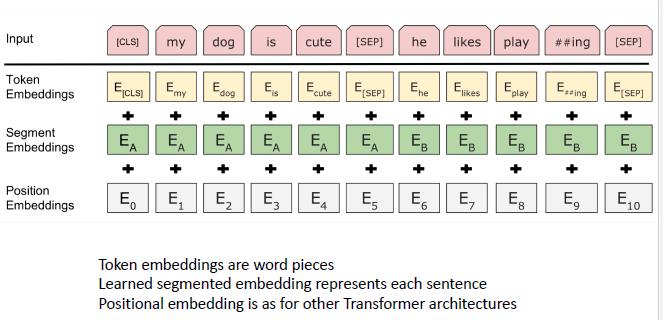 Input [CLS] my dog is cute [SEP] he likes play ##ing [SEP]
Token
Embeddings
E[CLS] Emy Edog Eis Ecute E[SEP] Ehe Elikes Eplay E##ing E[SEP]
+ + + + + + + + + + +
Segment
Embeddings
EA EA EA EA EA EA EB EB EB EB EB
+ + + + + + + + + + +
Position
Embeddings
E0 E1 E2 E3 E4 E5 E6 E7 E8 E9 E10
Token embeddings are word pieces
Learned segmented embedding represents each sentence
Positional embedding is as for other Transformer architectures